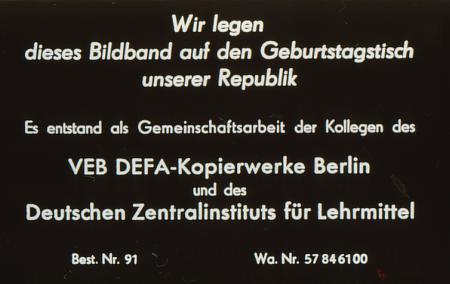 Wir legen
dieses Bildband auf den Geburtstagstisch
unserer Republik
Es entstand als Gemeinschaftsarbeit der Kollegen des
VEB DEFA-Kopierwerke Berlin
und des
Deutschen Zentralinstituts für Lehrmittel
Best. Nr. 91 Wa. Nr. 57 84 6100